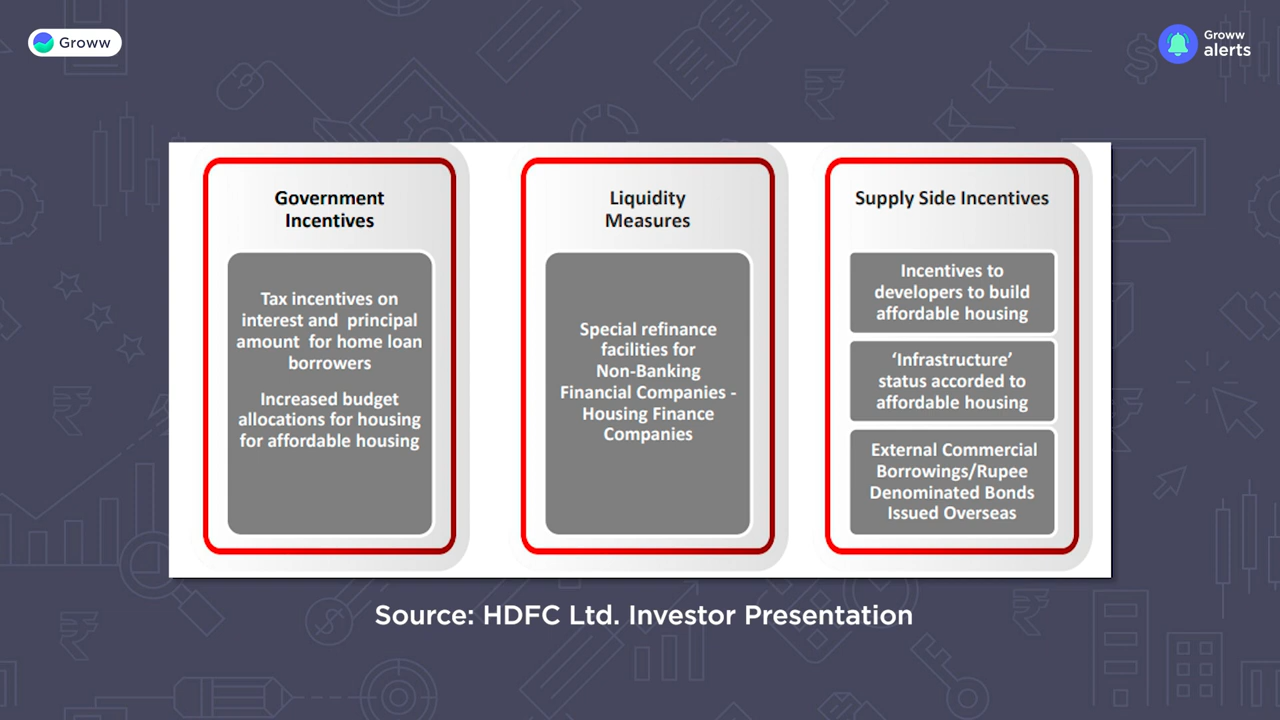 Groww
Groww
alerts
Government
Incentives
Tax incentives on
interest and principal
amount for home loan
borrowers
Increased budget
allocations for housing
for affordable housing
Liquidity
Measures
Special refinance
facilities for
Non-Banking
Financial Companies -
Housing Finance
Companies
Supply Side Incentives
Incentives to
developers to build
affordable housing
‘Infrastructure’
status accorded to
affordable housing
External Commercial
Borrowings/Rupee
Denominated Bonds
Issued Overseas
Source: HDFC Ltd. Investor Presentation